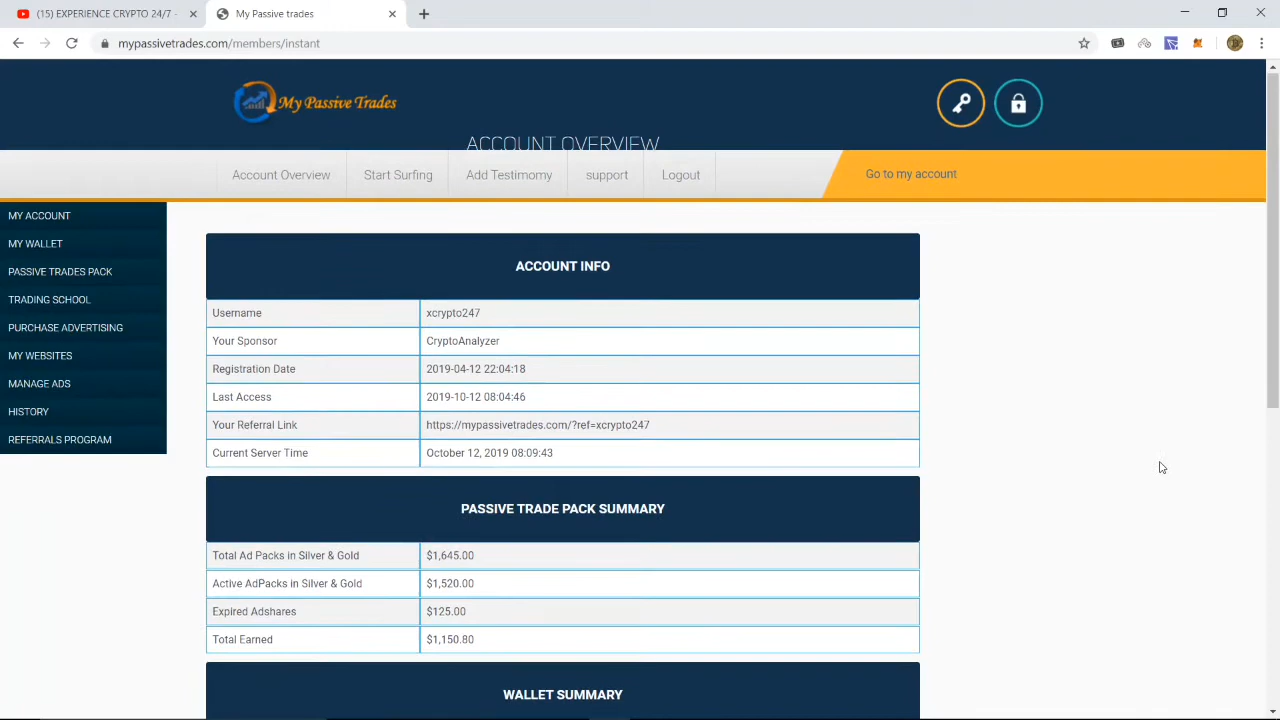 (15) EXPERIENCE CRYPTO 24/7 -
My Passive trades
mypassivetrades.com/members/instant
My Passive Trades
ACCOUNT OVERVIEW
Account Overview
Start Surfing
Add Testimomy
support
Logout
Go to my account
MY ACCOUNT
MY WALLET
PASSIVE TRADES PACK
TRADING SCHOOL
PURCHASE ADVERTISING
MY WEBSITES
MANAGE ADS
HISTORY
REFERRALS PROGRAM
ACCOUNT INFO
Username xcrypto247
Your Sponsor CryptoAnalyzer
Registration Date 2019-04-12 22:04:18
Last Access 2019-10-12 08:04:46
Your Referral Link https://mypassivetrades.com/?ref=xcrypto247
Current Server Time October 12, 2019 08:09:43
PASSIVE TRADE PACK SUMMARY
Total Ad Packs in Silver & Gold $1,645.00
Active AdPacks in Silver & Gold $1,520.00
Expired Adshares $125.00
Total Earned $1,150.80
WALLET SUMMARY